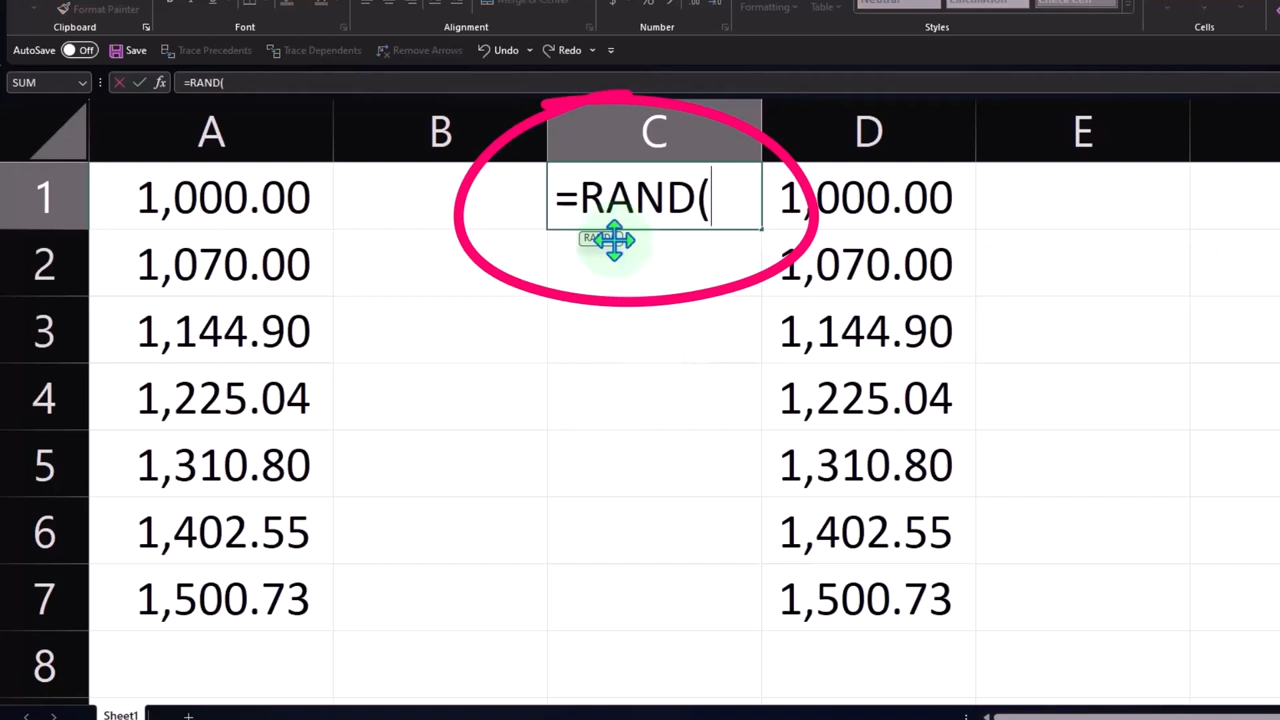 Format Painter
Merge & Center
Formatting
Table
Neutral
Calculation
Check Cell
Clipboard
Font
Alignment
Number
Styles
Cells
AutoSave Off Save Trace Precedents Trace Dependents Remove Arrows Undo Redo
SUM fx =RAND(
A B C D E
1 1,000.00 =RAND( 1,000.00
2 1,070.00 1,070.00
3 1,144.90 1,144.90
4 1,225.04 1,225.04
5 1,310.80 1,310.80
6 1,402.55 1,402.55
7 1,500.73 1,500.73
8
Sheet1 +